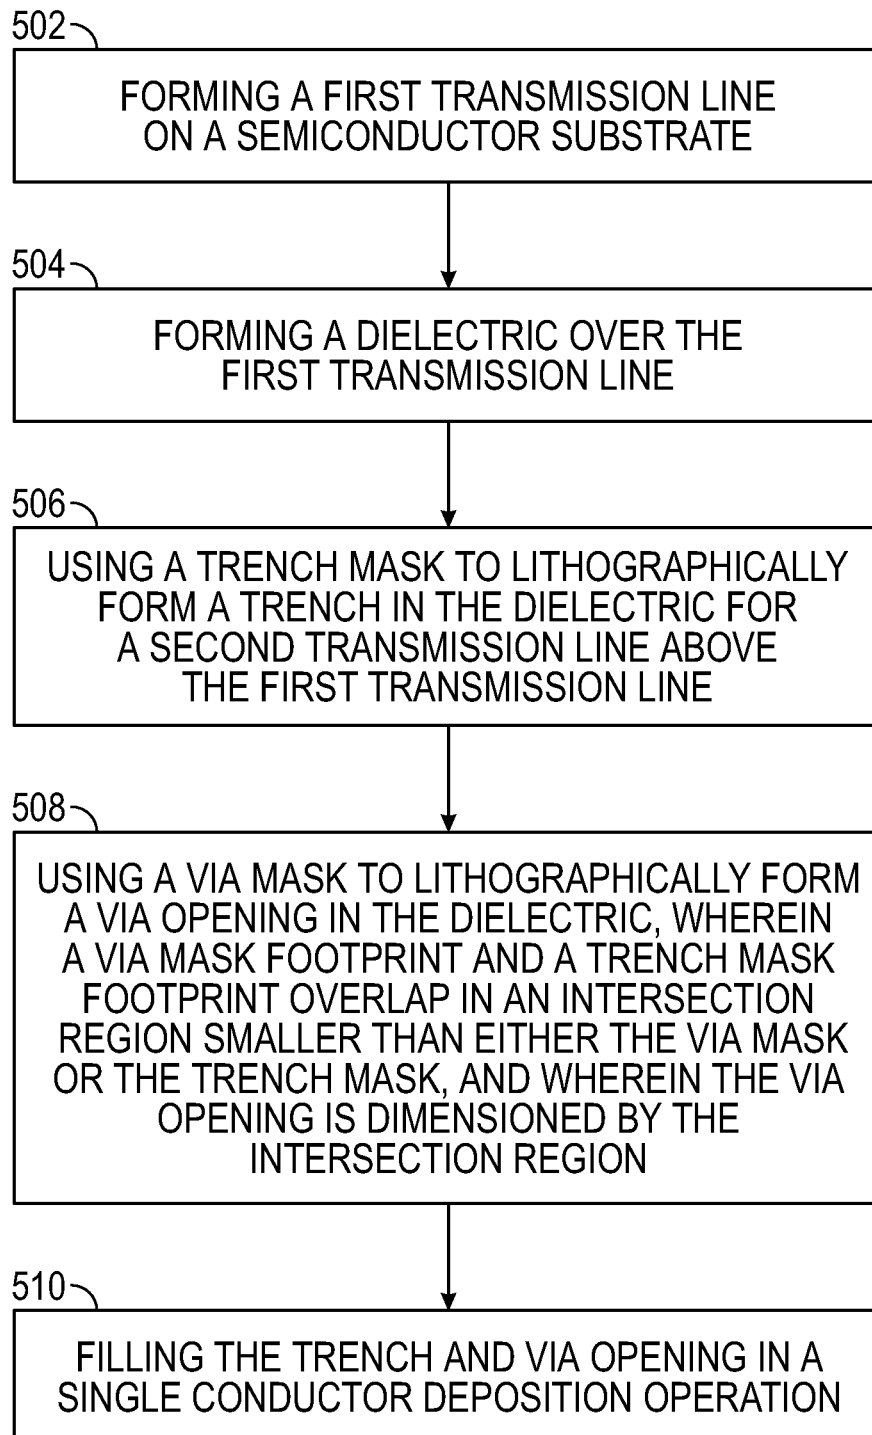 502
FORMING A FIRST TRANSMISSION LINE
ON A SEMICONDUCTOR SUBSTRATE
504
FORMING A DIELECTRIC OVER THE
FIRST TRANSMISSION LINE
506
USING A TRENCH MASK TO LITHOGRAPHICALLY
FORM A TRENCH IN THE DIELECTRIC FOR
A SECOND TRANSMISSION LINE ABOVE
THE FIRST TRANSMISSION LINE
508
USING A VIA MASK TO LITHOGRAPHICALLY FORM
A VIA OPENING IN THE DIELECTRIC, WHEREIN
A VIA MASK FOOTPRINT AND A TRENCH MASK
FOOTPRINT OVERLAP IN AN INTERSECTION
REGION SMALLER THAN EITHER THE VIA MASK
OR THE TRENCH MASK, AND WHEREIN THE VIA
OPENING IS DIMENSIONED BY THE
INTERSECTION REGION
510
FILLING THE TRENCH AND VIA OPENING IN A
SINGLE CONDUCTOR DEPOSITION OPERATION